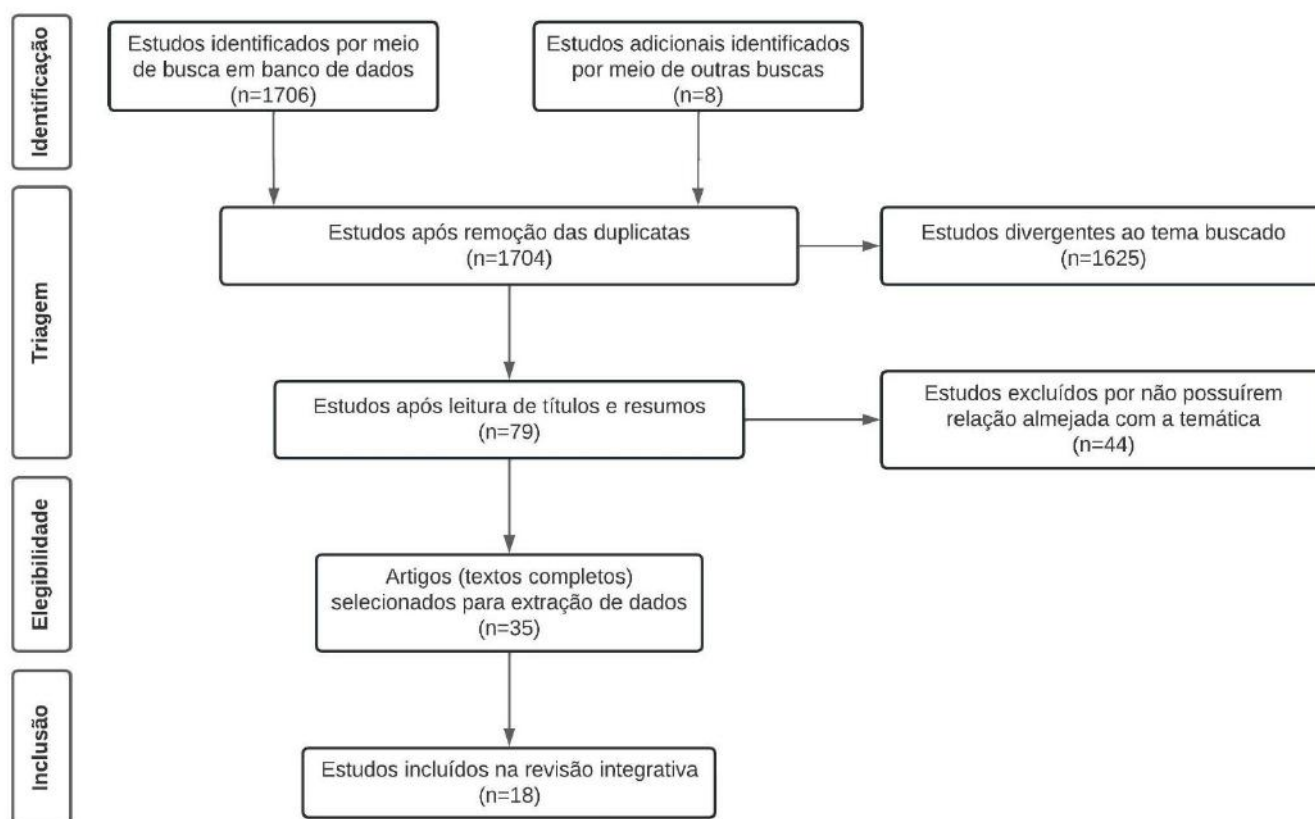 Identificação
Estudos identificados por meio
de busca em banco de dados
(n=1706)
Estudos adicionais identificados
por meio de outras buscas
(n=8)
Triagem
Estudos após remoção das duplicatas
(n=1704)
Estudos divergentes ao tema buscado
(n=1625)
Estudos após leitura de títulos e resumos
(n=79)
Estudos excluídos por não possuírem
relação almejada com a temática
(n=44)
Elegibilidade
Artigos (textos completos)
selecionados para extração de dados
(n=35)
Inclusão
Estudos incluídos na revisão integrativa
(n=18)